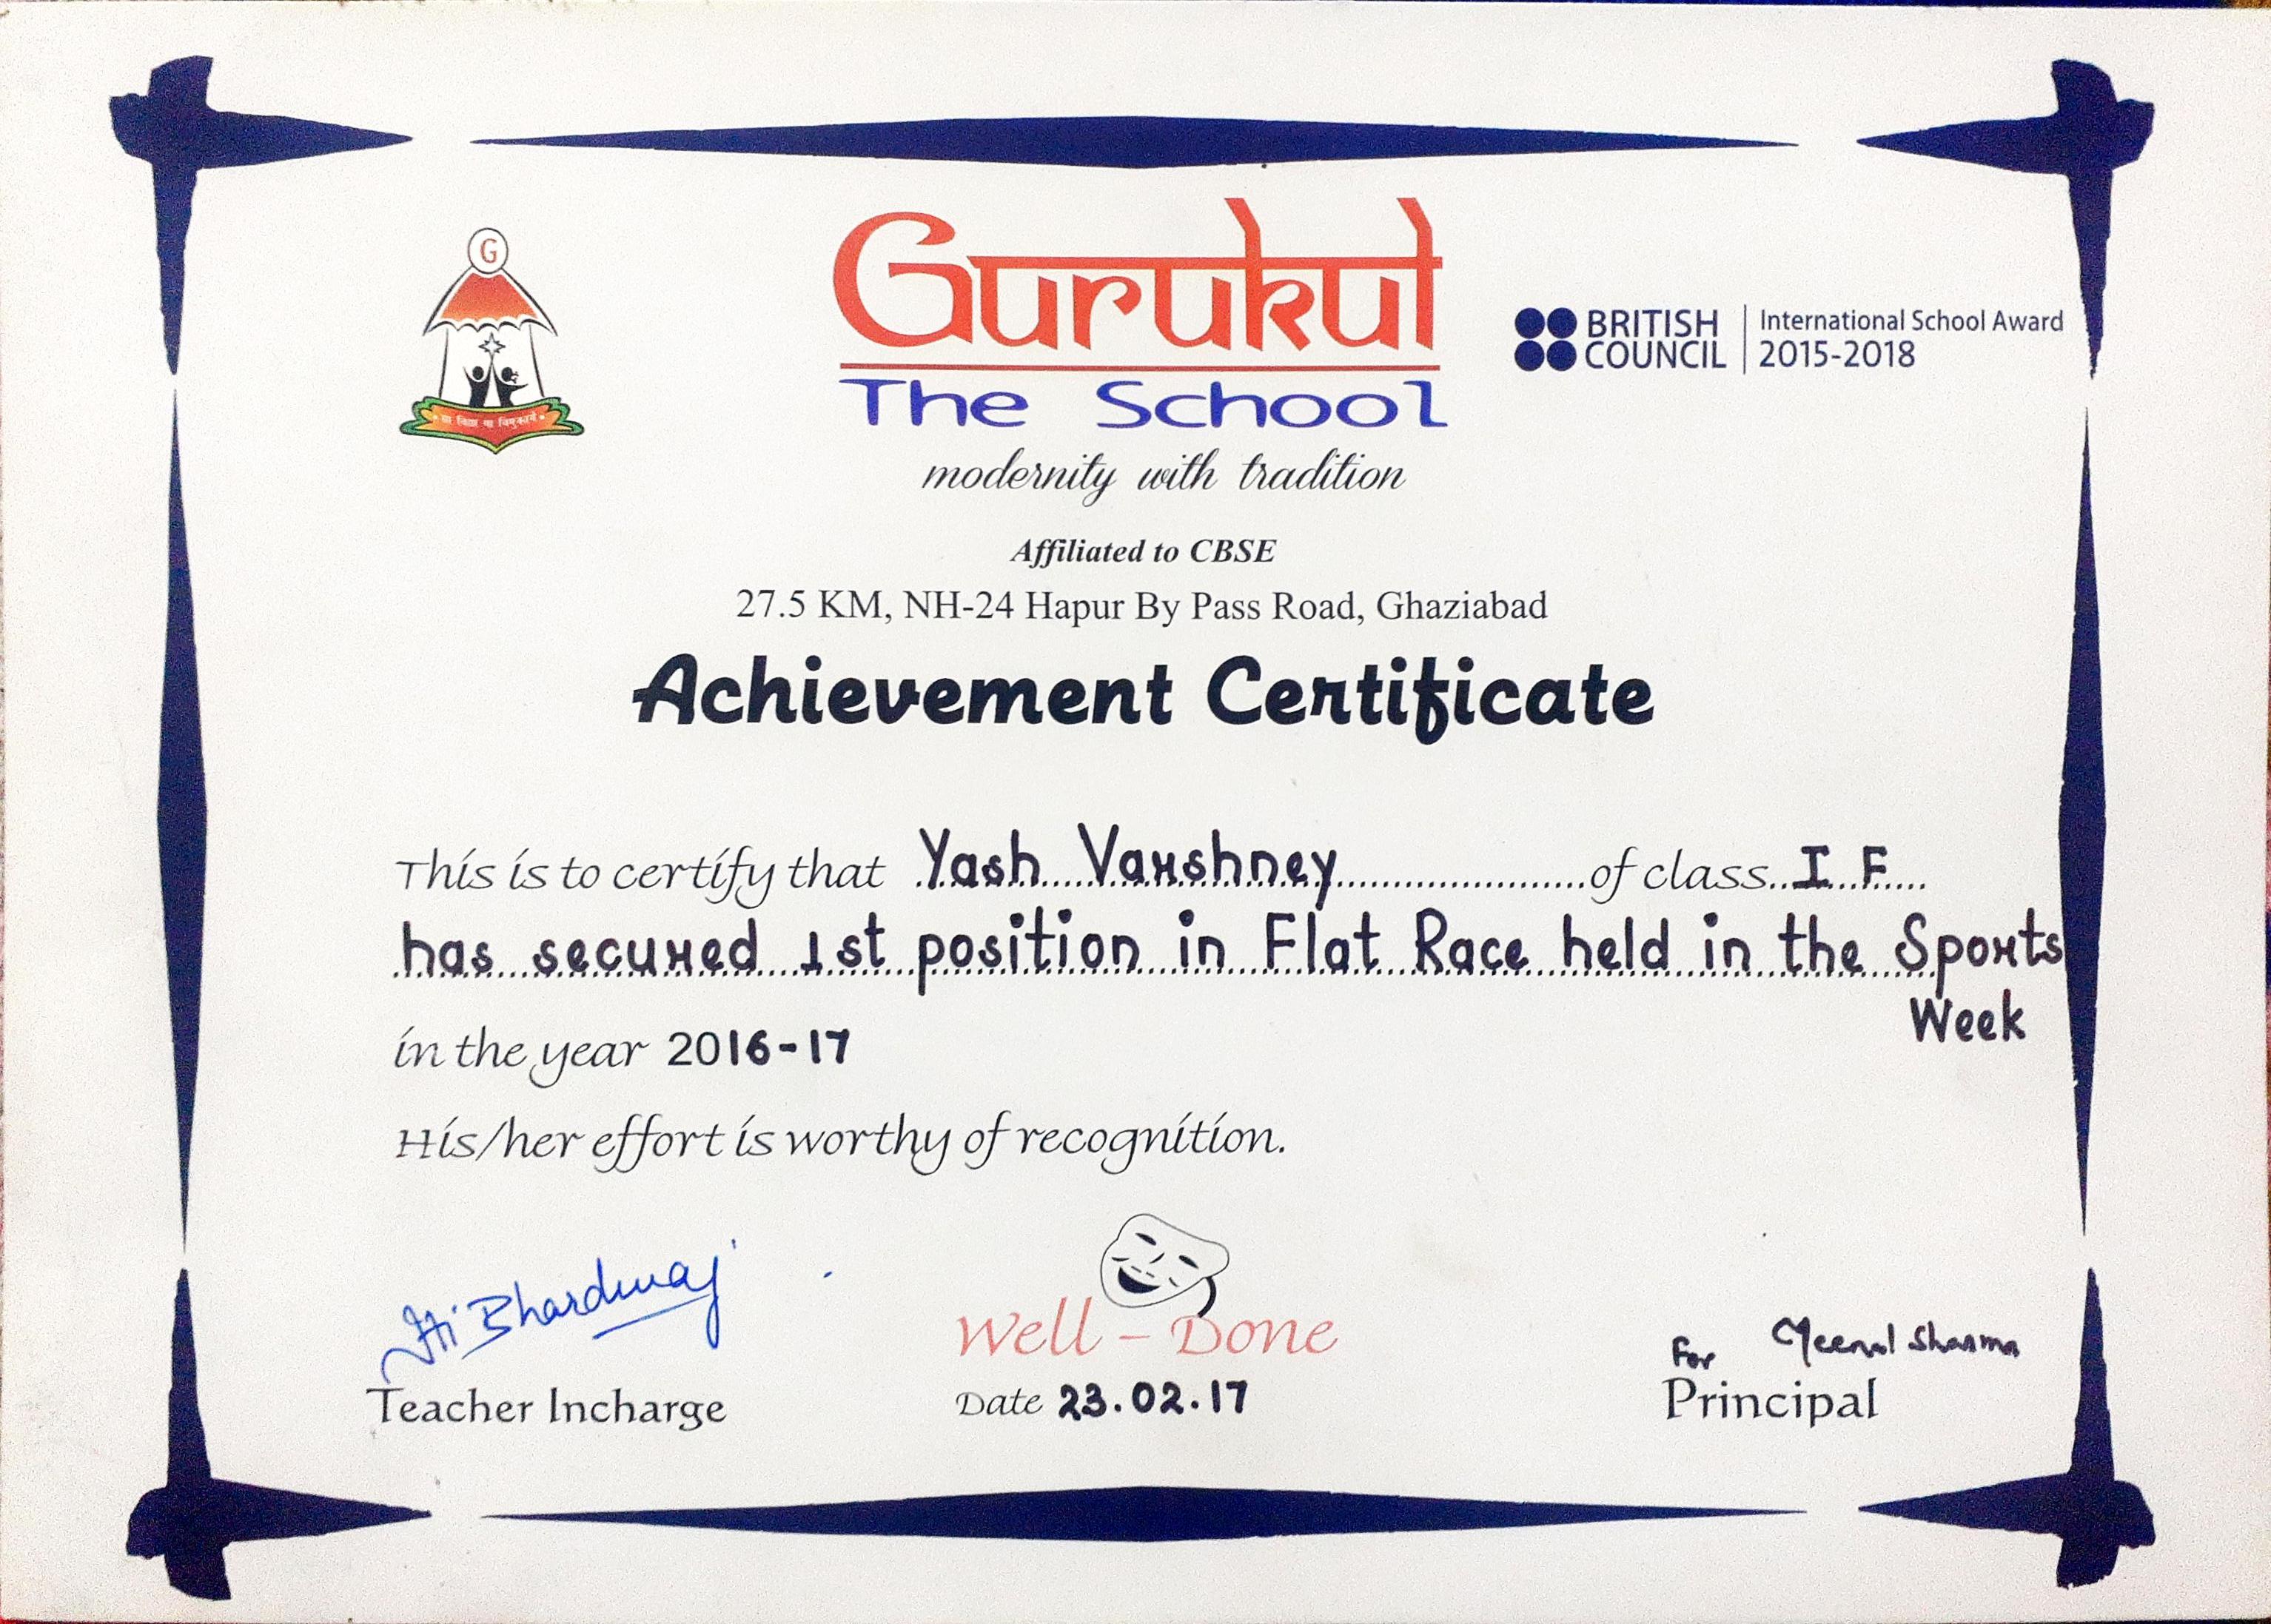 G
Gurukul
The School
modernity with tradition
BRITISH COUNCIL
International School Award
2015-2018
या विद्या सा विमुक्तये
Affiliated to CBSE
27.5 KM, NH-24 Hapur By Pass Road, Ghaziabad
Achievement Certificate
This is to certify that Yash Varshney of class I F
has secured 1st position in Flat Race held in the Sports
Week
in the year 2016-17
His/her effort is worthy of recognition.
Bhardwaj
Teacher Incharge
Well - Done
Date 23.02.17
For Meenal Sharma
Principal